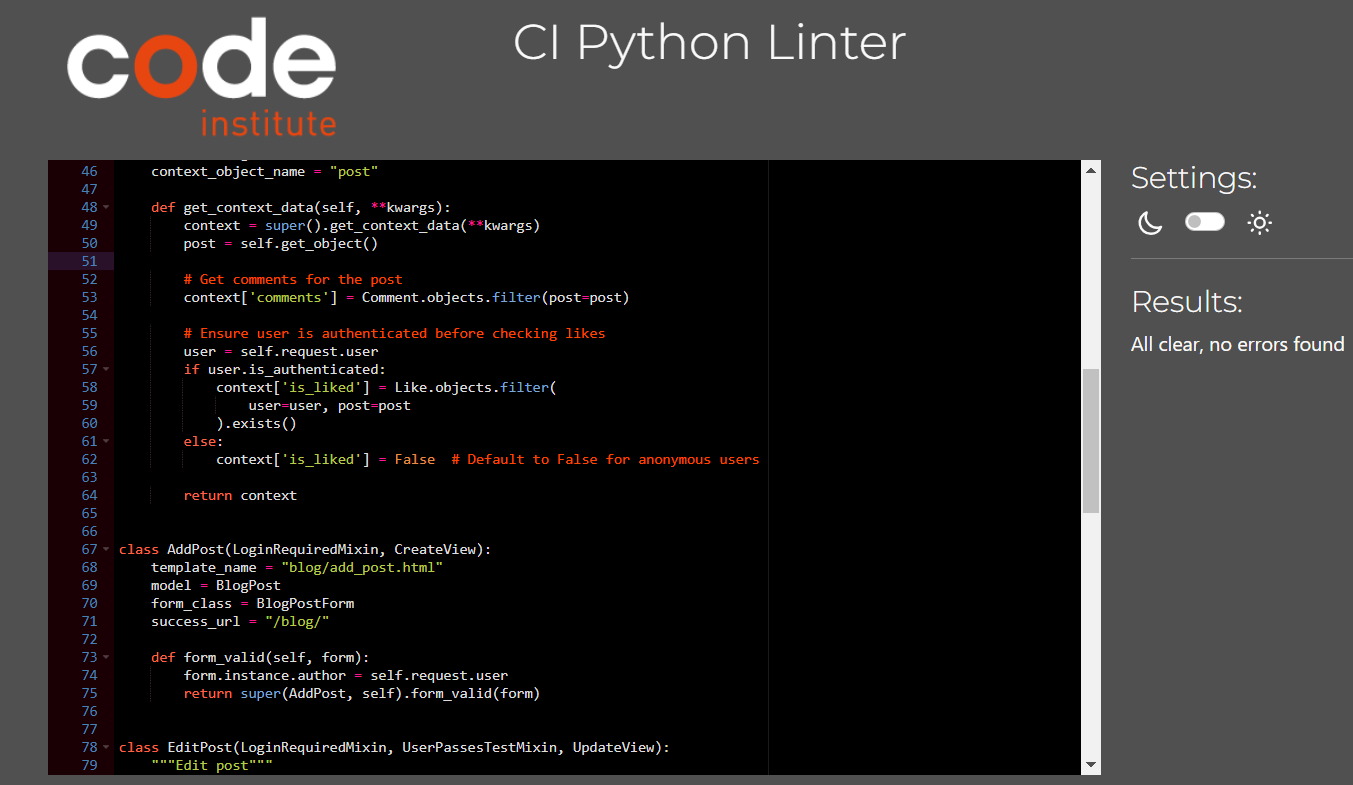 code
institute
CI Python Linter
46 context_object_name = "post"
47
48 def get_context_data(self, **kwargs):
49 context = super().get_context_data(**kwargs)
50 post = self.get_object()
51
52 # Get comments for the post
53 context['comments'] = Comment.objects.filter(post=post)
54
55 # Ensure user is authenticated before checking likes
56 user = self.request.user
57 if user.is_authenticated:
58 context['is_liked'] = Like.objects.filter(
59 user=user, post=post
60 ).exists()
61 else:
62 context['is_liked'] = False  # Default to False for anonymous users
63
64 return context
65
66
67 class AddPost(LoginRequiredMixin, CreateView):
68 template_name = "blog/add_post.html"
69 model = BlogPost
70 form_class = BlogPostForm
71 success_url = "/blog/"
72
73 def form_valid(self, form):
74 form.instance.author = self.request.user
75 return super(AddPost, self).form_valid(form)
76
77
78 class EditPost(LoginRequiredMixin, UserPassesTestMixin, UpdateView):
79 """Edit post"""
Settings:
Results:
All clear, no errors found